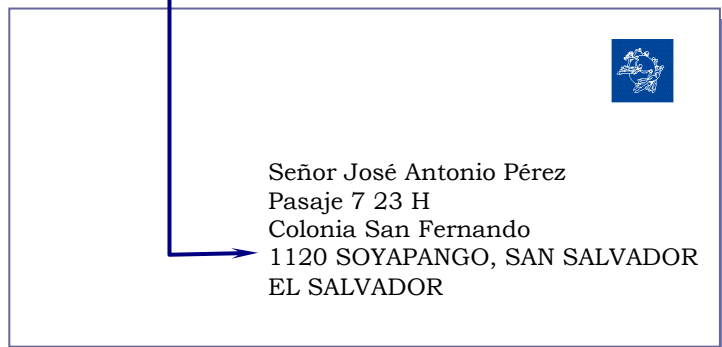 Señor José Antonio Pérez
Pasaje 7 23 H
Colonia San Fernando
1120 SOYAPANGO, SAN SALVADOR
EL SALVADOR